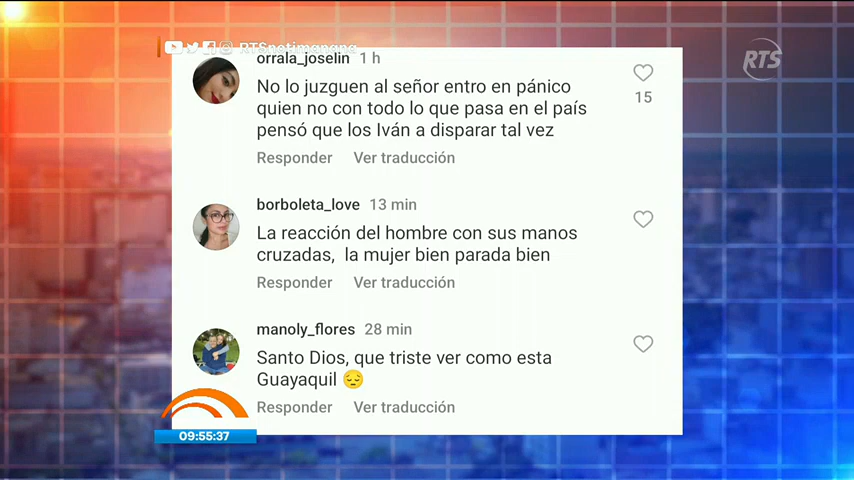 RTSnotimanana
RTS
orrala_joselin 1 h
No lo juzguen al señor entro en pánico
quien no con todo lo que pasa en el país
pensó que los Iván a disparar tal vez
15
Responder Ver traducción
borboleta_love 13 min
La reacción del hombre con sus manos
cruzadas, la mujer bien parada bien
Responder Ver traducción
manoly_flores 28 min
Santo Dios, que triste ver como esta
Guayaquil 😔
Responder Ver traducción
09:55:37